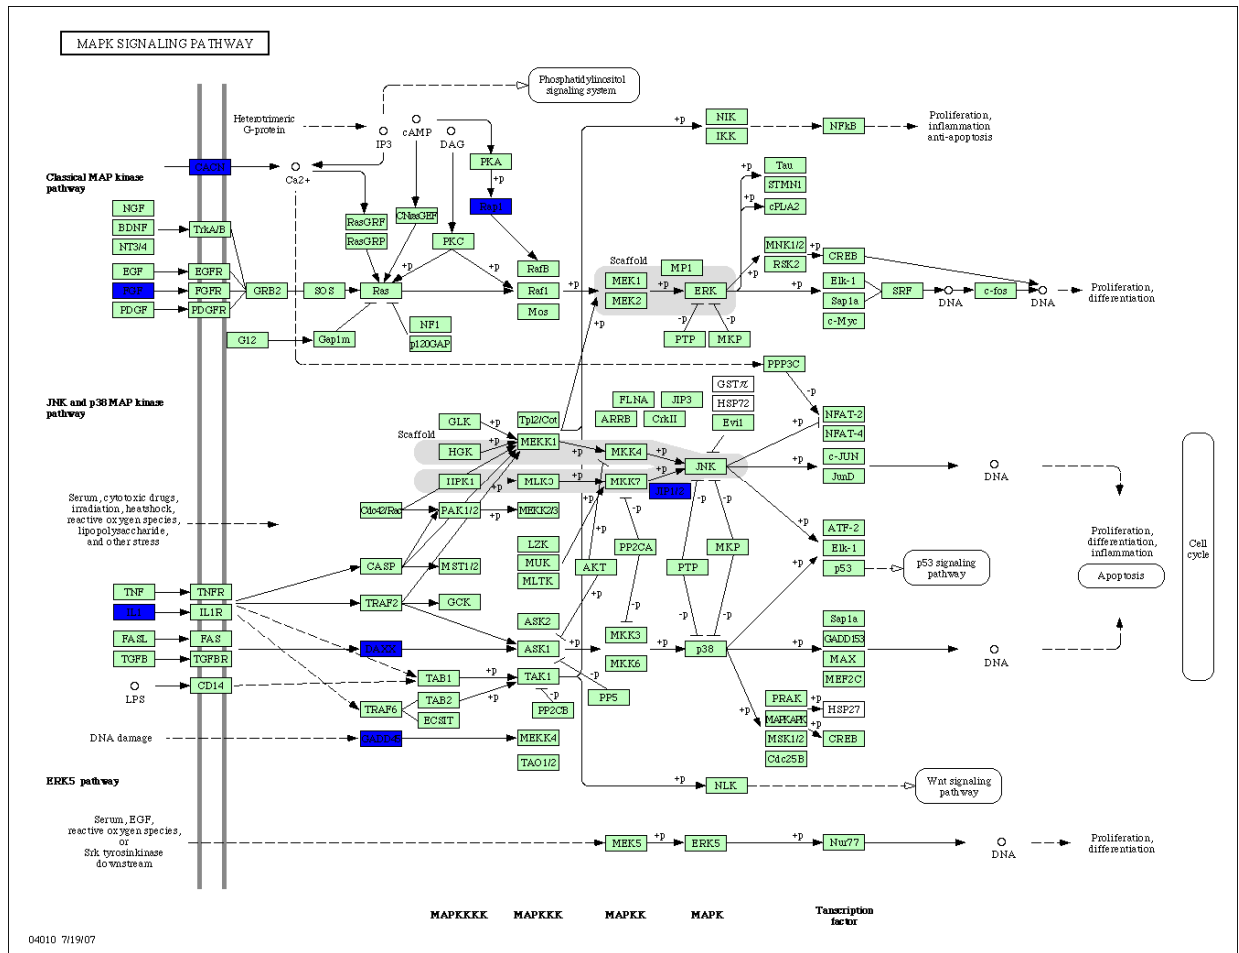 MAPK SIGNALING PATHWAY
Phosphatidylinositol
signaling system
Heterotrimeric
G-protein
IP3
cAMP
DAG
NIK
IKK
+p
NFkB
Proliferation,
inflammation
anti-apoptosis
CACN
Ca2+
PKA
+p
Tau
STMN1
cPLA2
+p
Classical MAP kinase
pathway
NGF
BDNF
NT3/4
TrkA/B
RasGRF
RasGRP
CNrasGEF
PKC
Rap1
EGF
EGFR
FGF
FGFR
PDGF
PDGFR
GRB2
SOS
Ras
+p
+p
RafB
Raf1
Mos
+p
Scaffold
MEK1
MEK2
MP1
+p
ERK
+p
+p
MNK1/2
RSK2
+p
CREB
Elk-1
Sap1a
c-Myc
SRF
DNA
c-fos
DNA
Proliferation,
differentiation
G12
Gap1m
NF1
p120GAP
+p
-p
-p
PTP
MKP
PPP3C
-p
JNK and p38 MAP kinase
pathway
GSTπ
HSP72
Evi1
FLNA
JIP3
ARRB
CrkII
NFAT-2
NFAT-4
+p
GLK
+p
Tpl2/Cot
Scaffold
HGK
+p
MEKK1
+p
MKK4
+p
JNK
+p
c-JUN
JunD
DNA
HPK1
+p
MLK3
+p
MKK7
+p
Serum, cytotoxic drugs,
irradiation, heatshock,
reactive oxygen species,
lipopolysaccharide,
and other stress
Cdc42/Rac
PAK1/2
+p
MEKK2/3
+p
-p
-p
-p
+p
LZK
MUK
MLTK
PP2CA
MKP
ATF-2
Elk-1
p53
p53 signaling
pathway
Proliferation,
differentiation,
inflammation
Apoptosis
Cell
cycle
CASP
MST1/2
AKT
PTP
TNF
TNFR
TRAF2
GCK
+p
-p
-p
-p
IL1
IL1R
ASK2
FASL
FAS
DAXX
ASK1
+p
MKK3
MKK6
+p
p38
+p
Sap1a
GADD153
MAX
MEF2C
DNA
TGFB
TGFBR
LPS
CD14
TAB1
+p
TAK1
-p
PP5
TRAF6
TAB2
ECSIT
+p
-p
PP2CB
+p
PRAK
+p
HSP27
MAPKAPK
MSK1/2
+p
CREB
Cdc25B
DNA damage
GADD45
MEKK4
TAO1/2
ERK5 pathway
+p
NLK
Wnt signaling
pathway
Serum, EGF,
reactive oxygen species,
or
Srk tyrosinkinase
downstream
MEK5
+p
ERK5
+p
Nur77
DNA
Proliferation,
differentiation
MAPKKKK
MAPKKK
MAPKK
MAPK
Tanscription
factor
04010 7/19/07